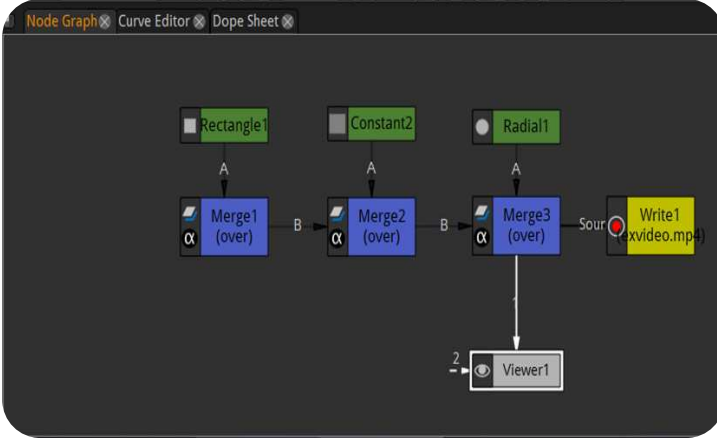 Node Graph Curve Editor Dope Sheet
Rectangle1
Constant2
Radial1
A
A
A
Merge1
(over)
B
Merge2
(over)
B
Merge3
(over)
Sour
Write1
(exvideo.mp4)
1
2
Viewer1
α
α
α